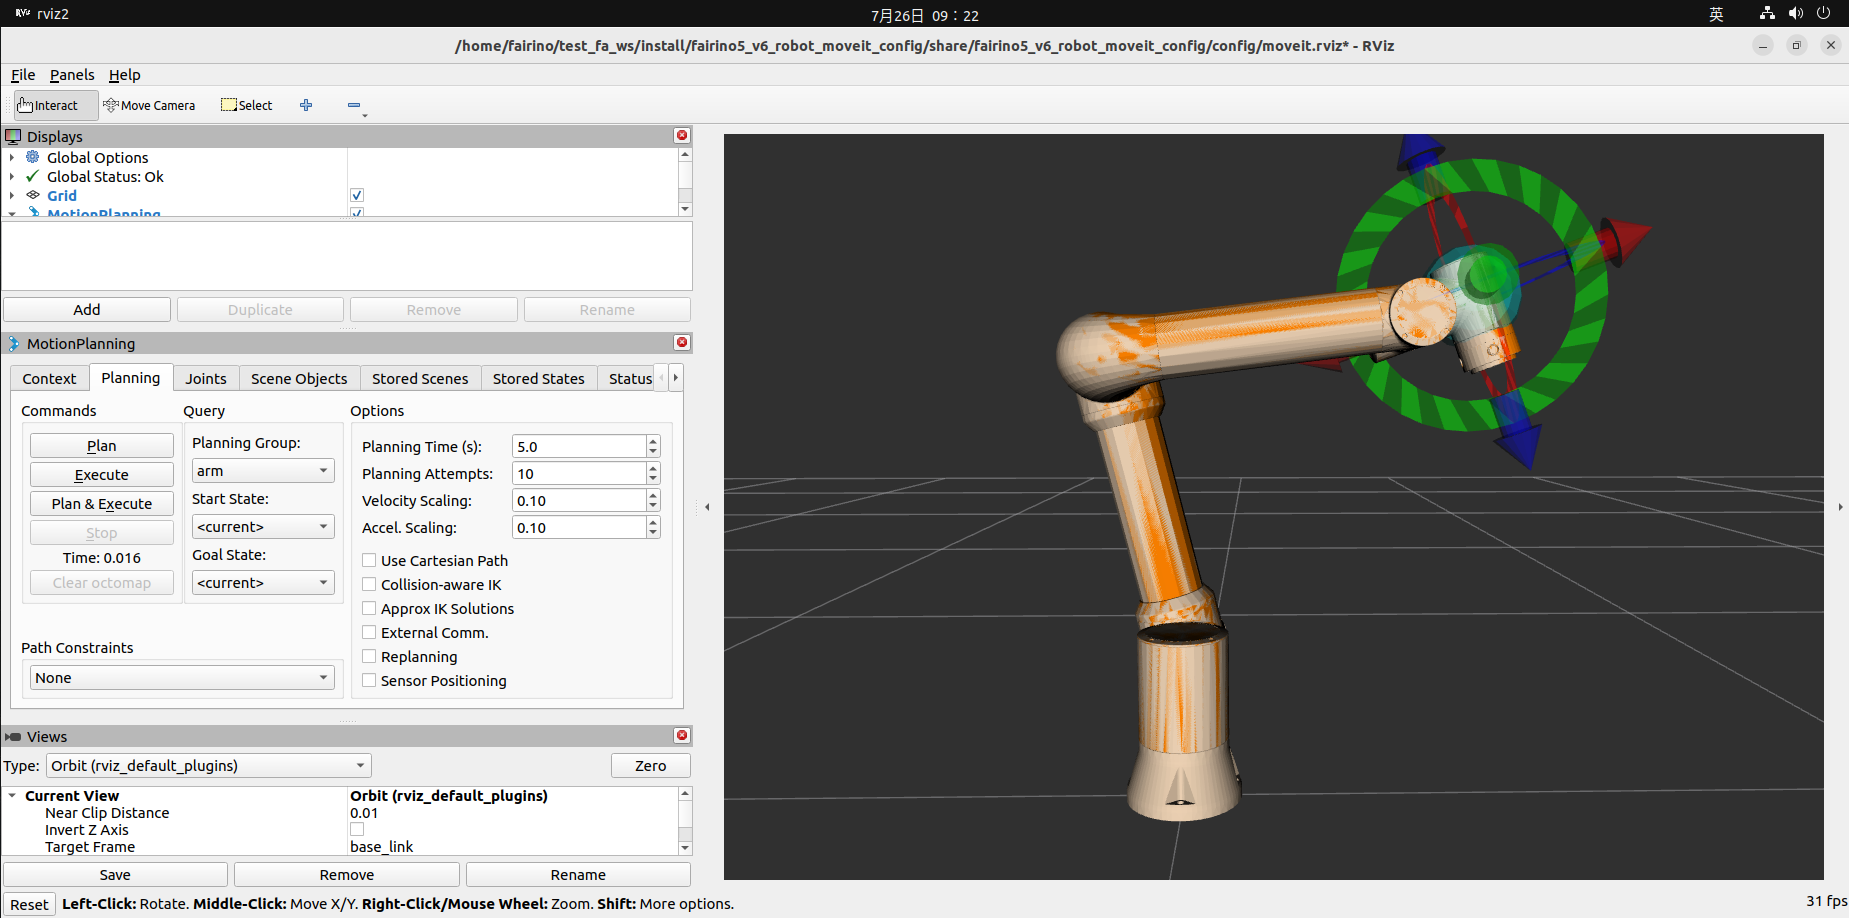 rviz2
7月26日 09：22
英
/home/fairino/test_fa_ws/install/fairino5_v6_robot_moveit_config/share/fairino5_v6_robot_moveit_config/config/moveit.rviz* - RViz
File Panels Help
Interact Move Camera Select
Displays
Global Options
Global Status: Ok
Grid
MotionPlanning
Add Duplicate Remove Rename
MotionPlanning
Context Planning Joints Scene Objects Stored Scenes Stored States Status
Commands Query Options
Plan
Execute
Plan & Execute
Stop
Time: 0.016
Clear octomap
Planning Group:
arm
Start State:
<current>
Goal State:
<current>
Planning Time (s): 5.0
Planning Attempts: 10
Velocity Scaling: 0.10
Accel. Scaling: 0.10
Use Cartesian Path
Collision-aware IK
Approx IK Solutions
External Comm.
Replanning
Sensor Positioning
Path Constraints
None
Views
Type: Orbit (rviz_default_plugins) Zero
Current View Orbit (rviz_default_plugins)
Near Clip Distance 0.01
Invert Z Axis
Target Frame base_link
Save Remove Rename
Reset Left-Click: Rotate. Middle-Click: Move X/Y. Right-Click/Mouse Wheel: Zoom. Shift: More options.
31 fps